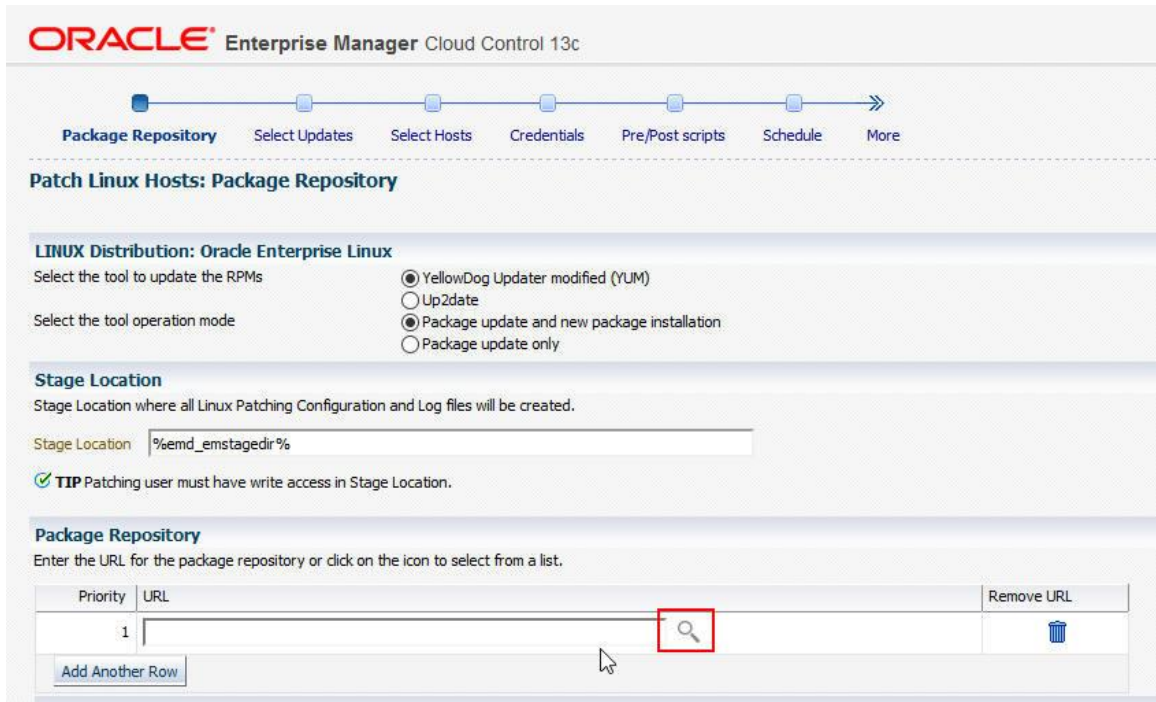 ORACLE® Enterprise Manager Cloud Control 13c
Package Repository Select Updates Select Hosts Credentials Pre/Post scripts Schedule More
Patch Linux Hosts: Package Repository
LINUX Distribution: Oracle Enterprise Linux
Select the tool to update the RPMs YellowDog Updater modified (YUM)
Up2date
Select the tool operation mode Package update and new package installation
Package update only
Stage Location
Stage Location where all Linux Patching Configuration and Log files will be created.
Stage Location %emd_emstagedir%
TIP Patching user must have write access in Stage Location.
Package Repository
Enter the URL for the package repository or click on the icon to select from a list.
Priority URL Remove URL
1
Add Another Row